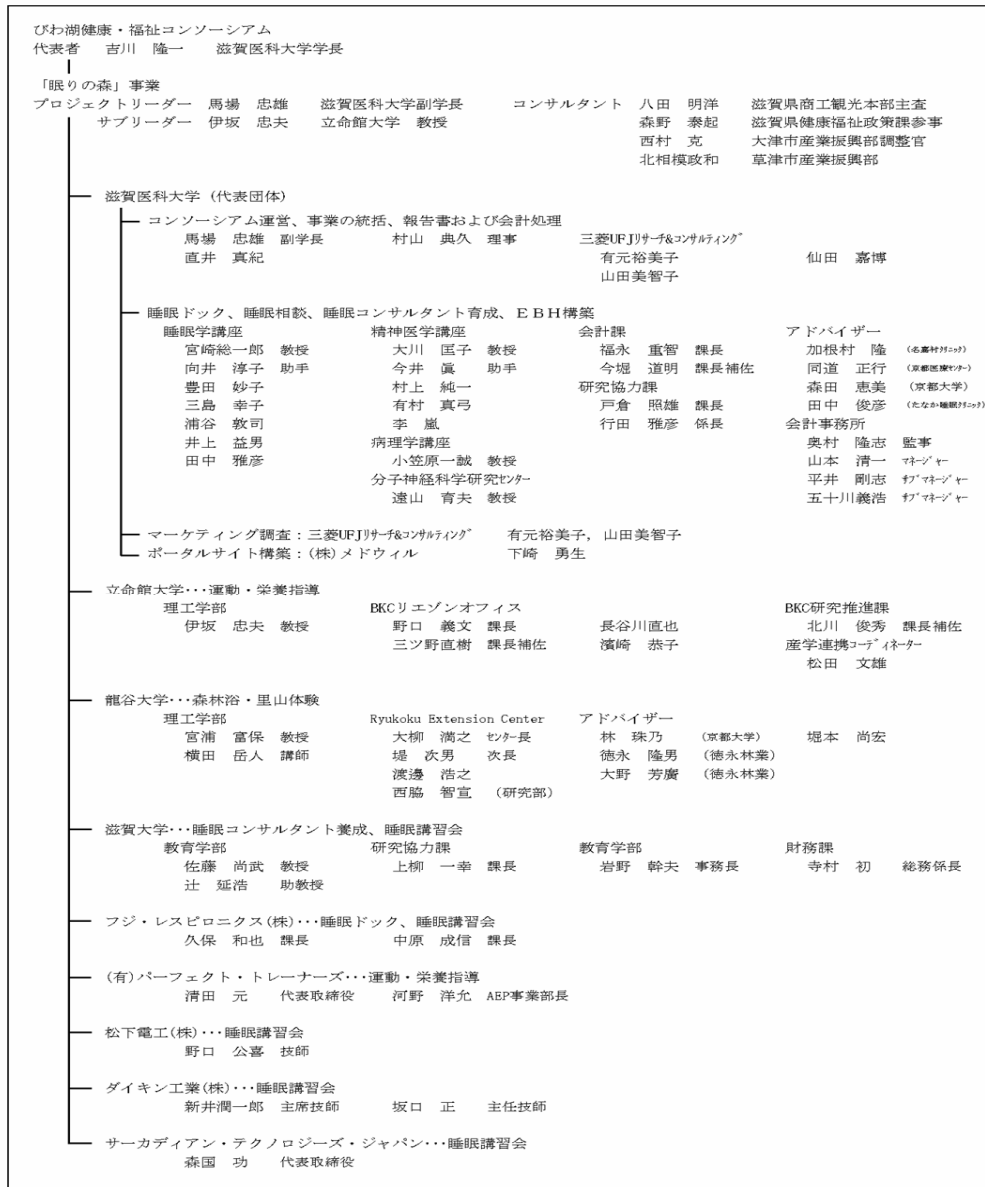 びわ湖健康・福祉コンソーシアム
代表者 吉川 隆一 滋賀医科大学学長
「眠りの森」事業
プロジェクトリーダー 馬場 忠雄 滋賀医科大学副学長 コンサルタント 八田 明洋 滋賀県商工観光本部主査
サブリーダー 伊坂 忠夫 立命館大学 教授 森野 泰起 滋賀県健康福祉政策課参事
西村 克 大津市産業振興部調整官
北相模政和 草津市産業振興部
滋賀医科大学(代表団体)
コンソーシアム運営、事業の統括、報告書および会計処理
馬場 忠雄 副学長 村山 典久 理事 三菱UFJリサーチ&コンサルティング
直井 真紀 有元裕美子 仙田 嘉博
山田美智子
睡眠ドック、睡眠相談、睡眠コンサルタント育成、EBH構築
睡眠学講座 精神医学講座 会計課 アドバイザー
宮崎総一郎 教授 大川 匡子 教授 福永 重智 課長 加根村 隆 (名嘉村クリニック)
向井 淳子 助手 今井 眞 助手 今堀 道明 課長補佐 同道 正行 (京都医療センター)
豊田 妙子 村上 純一 研究協力課 森田 恵美 (京都大学)
三島 幸子 有村 真弓 戸倉 照雄 課長 田中 俊彦 (たなか睡眠クリニック)
浦谷 敦司 李 嵐 行田 雅彦 係長 会計事務所
井上 益男 病理学講座 奥村 隆志 監事
田中 雅彦 小笠原一誠 教授 山本 清一 マネージャー
分子神経科学研究センター 平井 剛志 サブマネージャー
遠山 育夫 教授 五十川義浩 サブマネージャー
マーケティング調査:三菱UFJリサーチ&コンサルティング 有元裕美子, 山田美智子
ポータルサイト構築:(株)メドウィル 下崎 勇生
立命館大学・・・運動・栄養指導
理工学部 BKCリエゾンオフィス BKC研究推進課
伊坂 忠夫 教授 野口 義文 課長 長谷川直也 北川 俊秀 課長補佐
三ツ野直樹 課長補佐 濱崎 恭子 産学連携コーディネーター
松田 文雄
龍谷大学・・・森林浴・里山体験
理工学部 Ryukoku Extension Center アドバイザー
宮浦 富保 教授 大柳 満之 センター長 林 珠乃 (京都大学) 堀本 尚宏
横田 岳人 講師 堤 次男 次長 徳永 隆男 (徳永林業)
渡邊 浩之 大野 芳廣 (徳永林業)
西脇 智宣 (研究部)
滋賀大学・・・睡眠コンサルタント養成、睡眠講習会
教育学部 研究協力課 教育学部 財務課
佐藤 尚武 教授 上柳 一幸 課長 岩野 幹夫 事務長 寺村 初 総務係長
辻 延浩 助教授
フジ・レスピロニクス(株)・・・睡眠ドック、睡眠講習会
久保 和也 課長 中原 成信 課長
(有)パーフェクト・トレーナーズ・・・運動・栄養指導
清田 元 代表取締役 河野 洋允 AEP事業部長
松下電工(株)・・・睡眠講習会
野口 公喜 技師
ダイキン工業(株)・・・睡眠講習会
新井潤一郎 主席技師 坂口 正 主任技師
サーカディアン・テクノロジーズ・ジャパン・・・睡眠講習会
森国 功 代表取締役